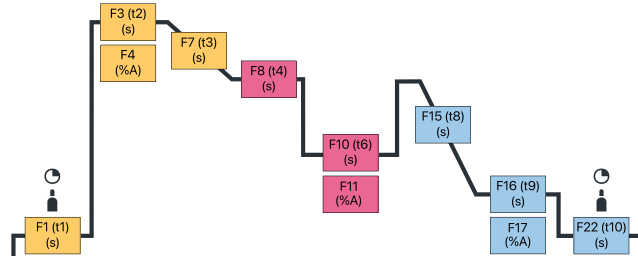 F3 (t2)
(s)
F4
(%A)
F7 (t3)
(s)
F8 (t4)
(s)
F15 (t8)
(s)
F10 (t6)
(s)
F11
(%A)
F16 (t9)
(s)
F17
(%A)
F1 (t1)
(s)
F22 (t10)
(s)